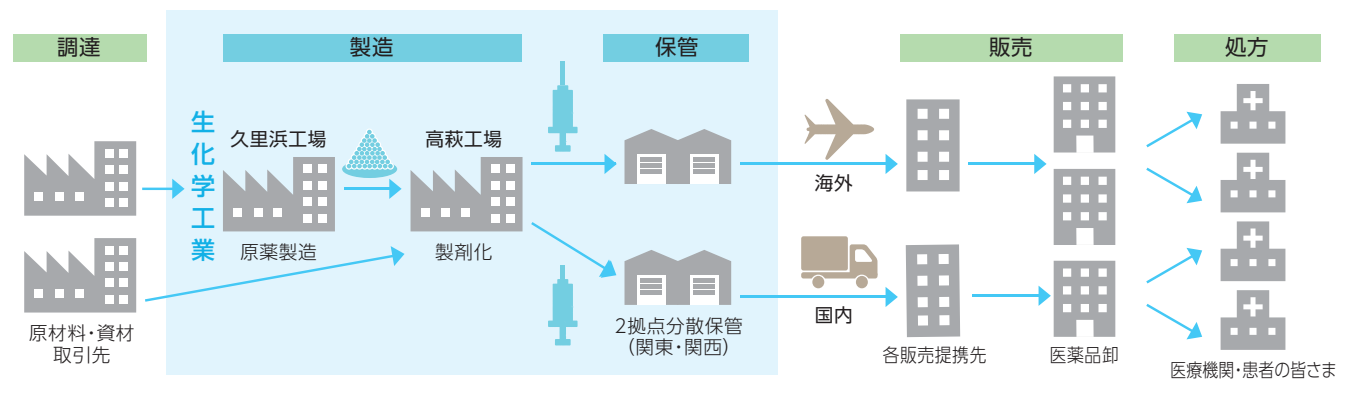 調達
製造
保管
販売
処方
生化学工業
久里浜工場
高萩工場
原薬製造
製剤化
海外
国内
原材料・資材
取引先
2拠点分散保管
(関東・関西)
各販売提携先
医薬品卸
医療機関・患者の皆さま